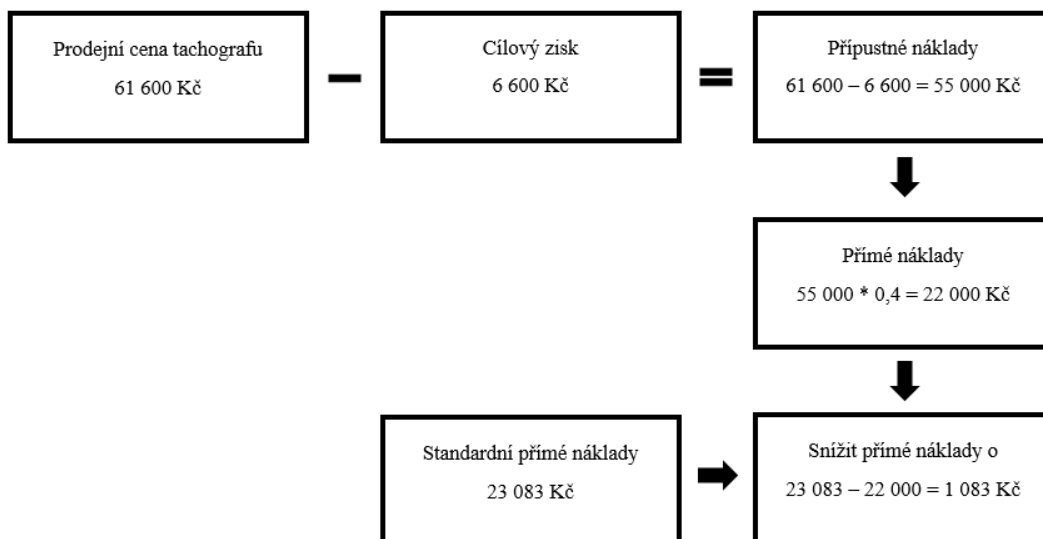 Prodejní cena tachografu
61 600 Kč
Cílový zisk
6 600 Kč
Přípustné náklady
61 600 – 6 600 = 55 000 Kč
Přímé náklady
55 000 * 0,4 = 22 000 Kč
Standardní přímé náklady
23 083 Kč
Snížit přímé náklady o
23 083 – 22 000 = 1 083 Kč